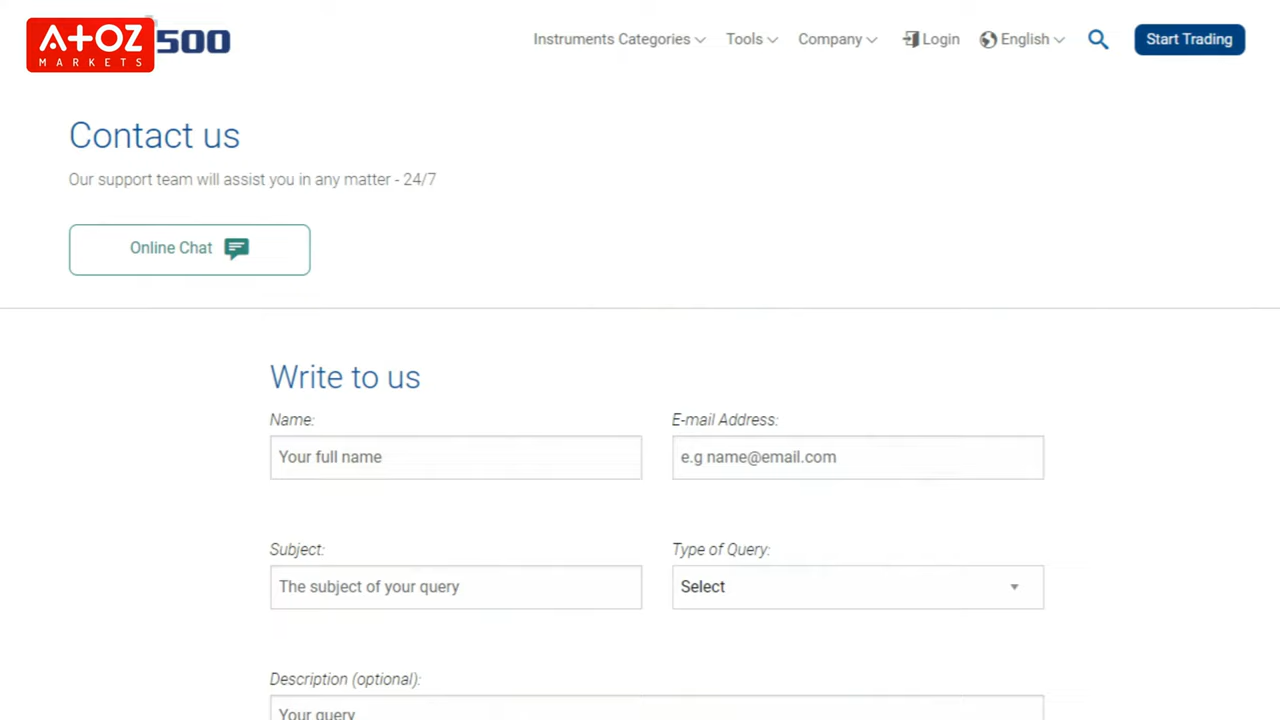 A+OZ
MARKETS
500
Instruments Categories
Tools
Company
Login
English
Start Trading
Contact us
Our support team will assist you in any matter - 24/7
Online Chat
Write to us
Name:
E-mail Address:
Your full name
e.g name@email.com
Subject:
Type of Query:
The subject of your query
Select
Description (optional):
Your query